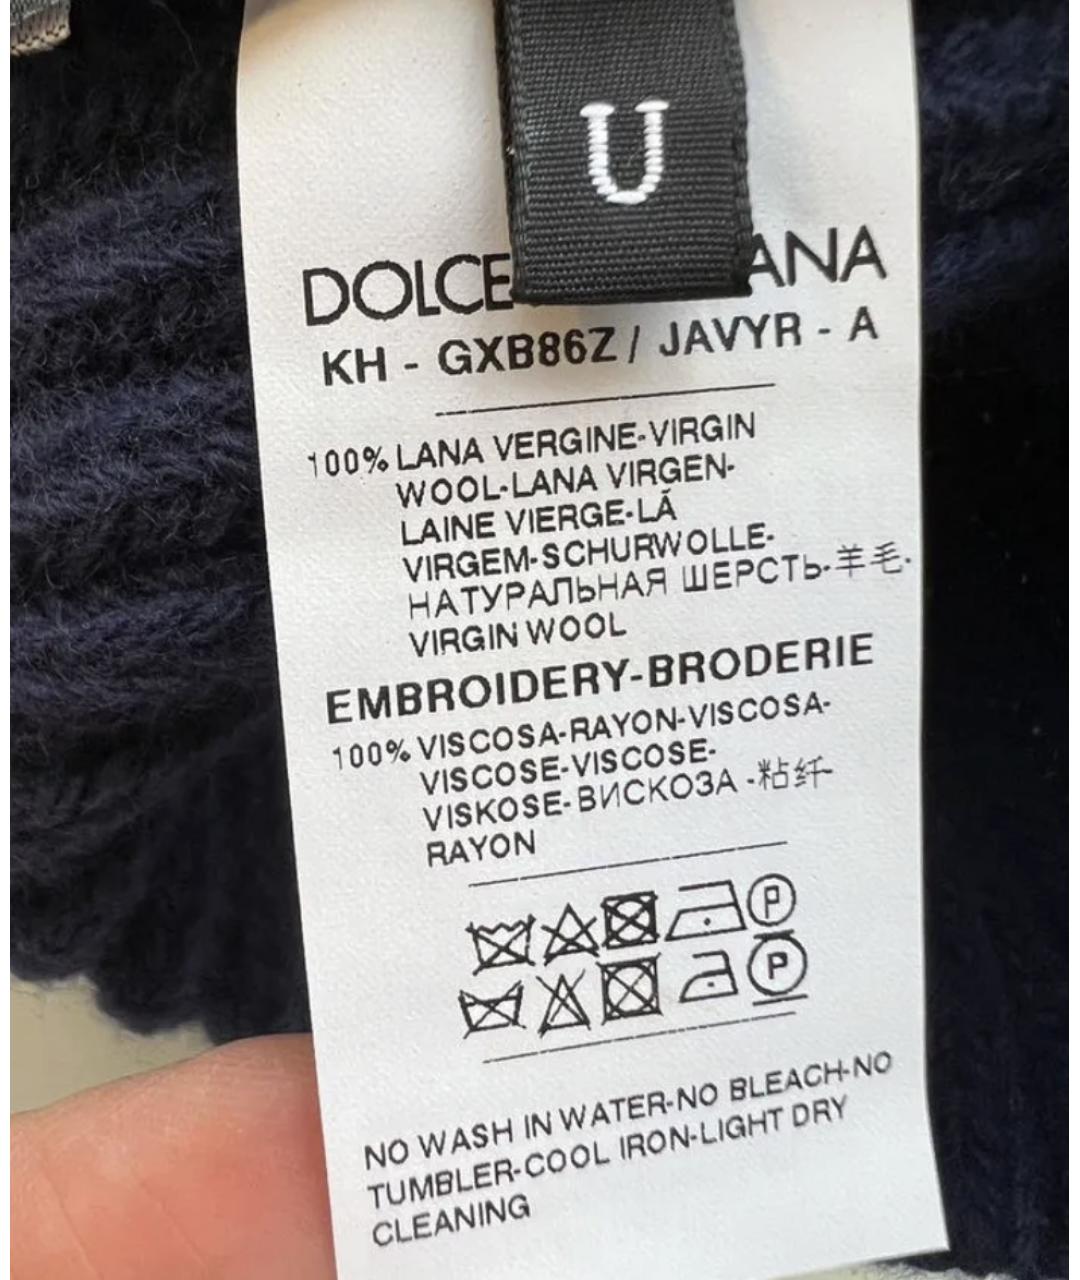 U
DOLCE ANA
KH - GXB86Z / JAVYR - A
100% LANA VERGINE-VIRGIN
WOOL-LANA VIRGEN-
LAINE VIERGE-LÃ
VIRGEM-SCHURWOLLE-
НАТУРАЛЬНАЯ ШЕРСТЬ-羊毛-
VIRGIN WOOL
EMBROIDERY-BRODERIE
100% VISCOSA-RAYON-VISCOSA-
VISCOSE-VISCOSE-
VISKOSE-ВИСКОЗА -粘纤-
RAYON
P
P
NO WASH IN WATER-NO BLEACH-NO
TUMBLER-COOL IRON-LIGHT DRY
CLEANING